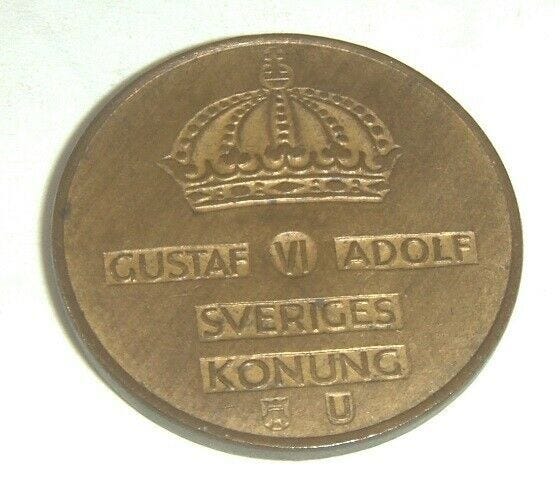 GUSTAF VI ADOLF
SVERIGES
KONUNG
U